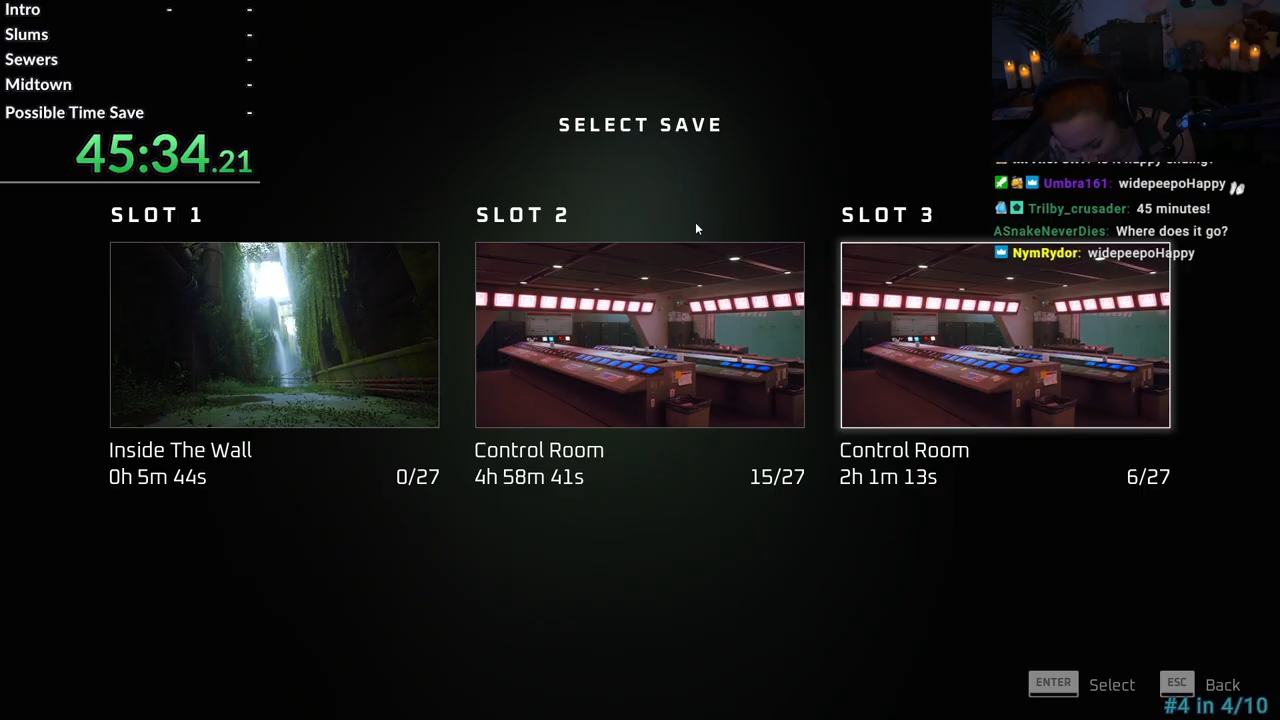 Intro - -
Slums -
Sewers -
Midtown -
Possible Time Save -
45:34.21
SELECT SAVE
Umbra161: widepeepoHappy
Trilby_crusader: 45 minutes!
ASnakeNeverDies: Where does it go?
NymRydor: widepeepoHappy
SLOT 1
SLOT 2
SLOT 3
Inside The Wall
0h 5m 44s 0/27
Control Room
4h 58m 41s 15/27
Control Room
2h 1m 13s 6/27
ENTER Select ESC Back
#4 in 4/10